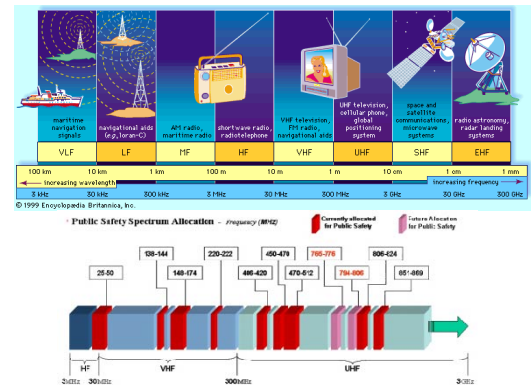 maritime navigation signals
navigational aids (e.g., loran-C)
AM radio, maritime radio
shortwave radio, radiotelephone
VHF television, FM radio, navigational aids
UHF television, cellular phone, global positioning system
space and satellite communications, microwave systems
radio astronomy, radar landing systems
VLF LF MF HF VHF UHF SHF EHF
100 km 10 km 1 km 100 m 10 m 1 m 10 cm 1 cm 1 mm
increasing wavelength increasing frequency
3 kHz 30 kHz 300 kHz 3 MHz 30 MHz 300 MHz 3 GHz 30 GHz 300 GHz
© 1999 Encyclopædia Britannica, Inc.
* Public Safety Spectrum Allocation – Frequency (MHz)
Currently allocated for Public Safety
Future Allocation for Public Safety
138-144 220-222 450-470 765-776 806-824
25-50 148-174 406-420 470-512 794-806 851-869
HF VHF UHF
3MHz 30MHz 300MHz 3GHz